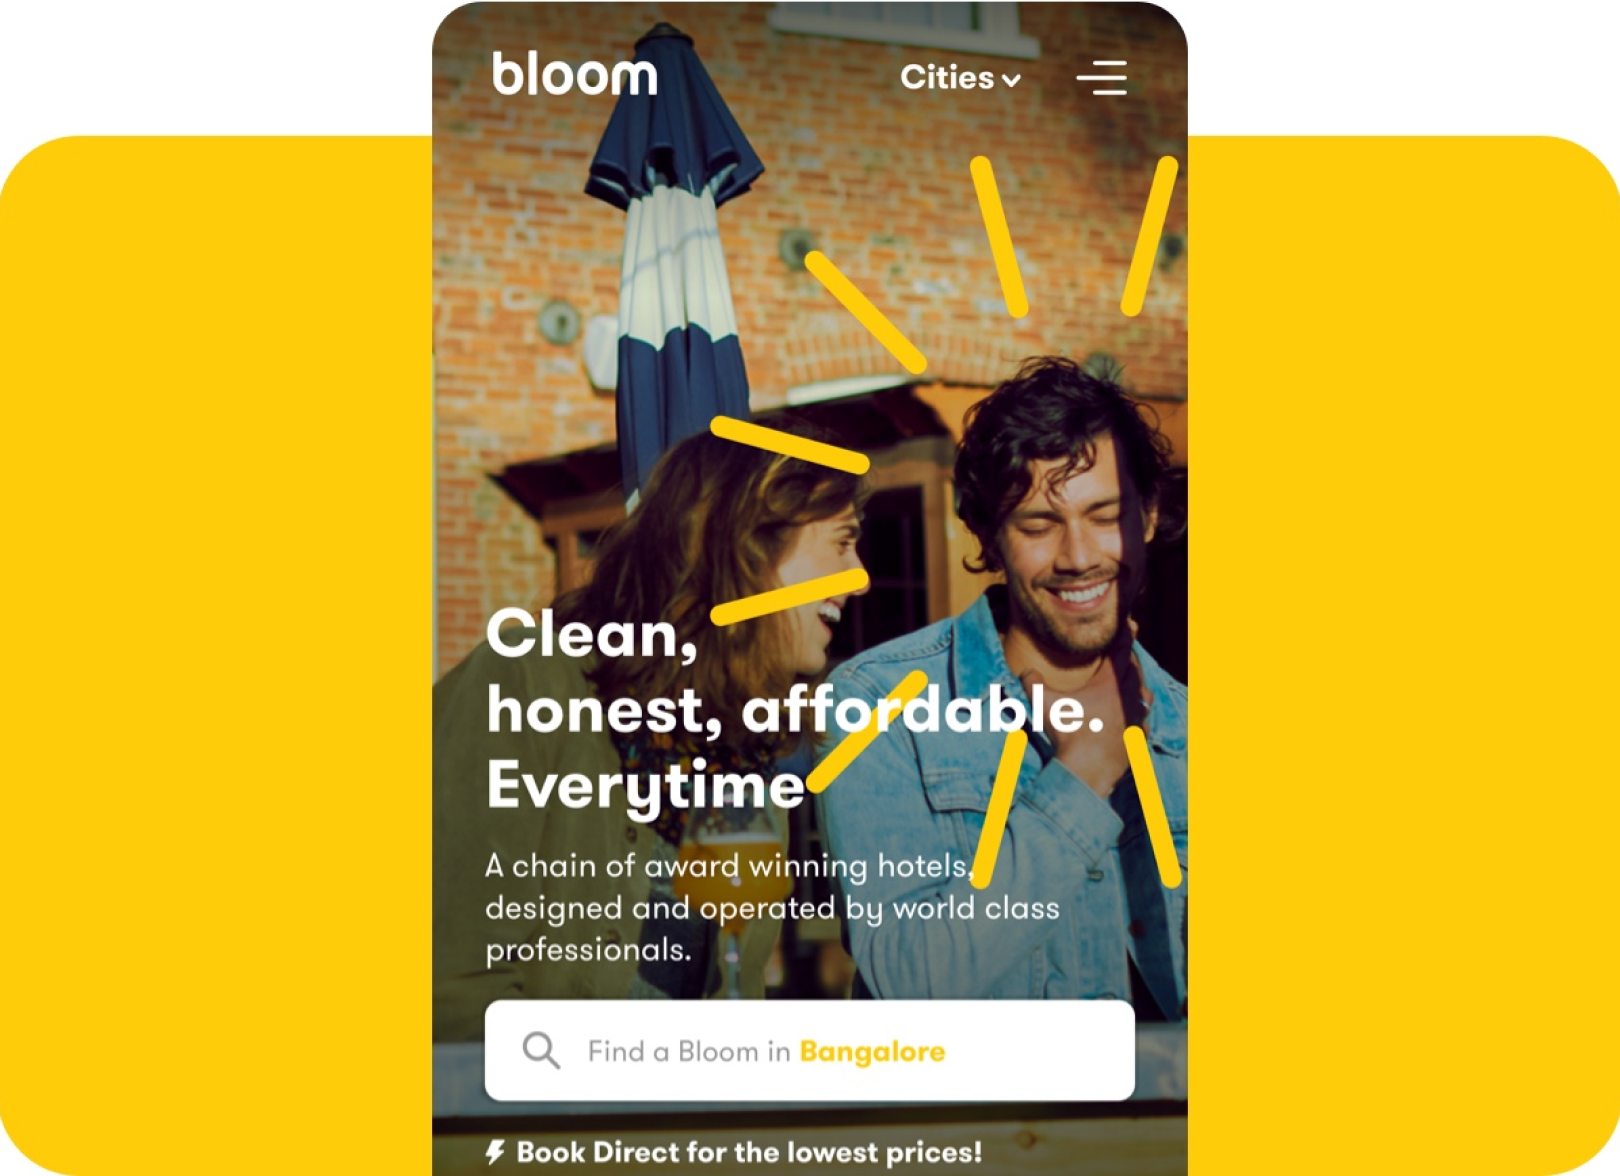 bloom
Cities
Clean,
honest, affordable.
Everytime
A chain of award winning hotels,
designed and operated by world class
professionals.
Find a Bloom in Bangalore
Book Direct for the lowest prices!